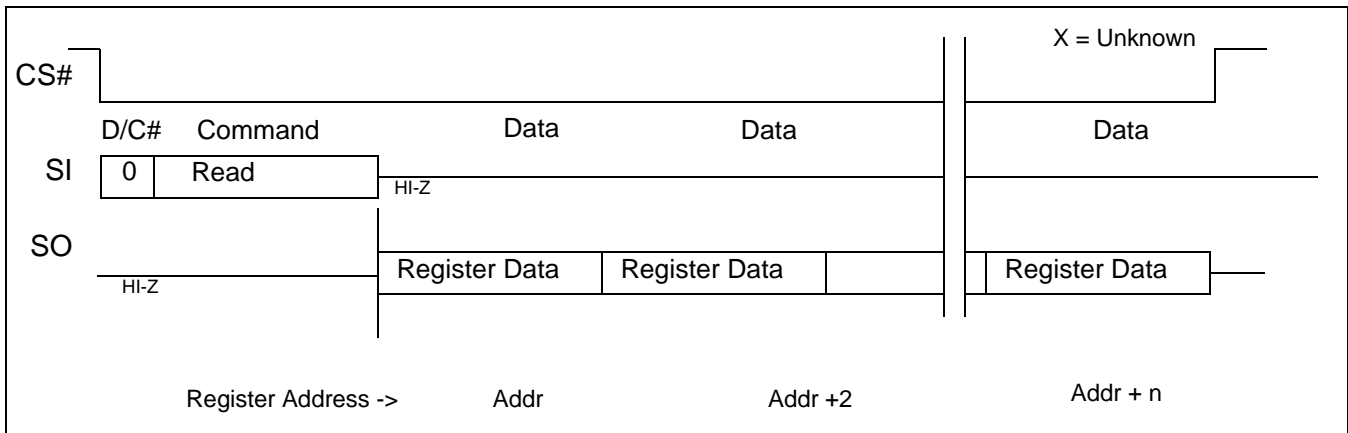 X = Unknown
CS#
D/C# Command Data Data Data
SI 0 Read
HI-Z
SO
Register Data Register Data Register Data
HI-Z
Register Address -> Addr Addr +2 Addr + n